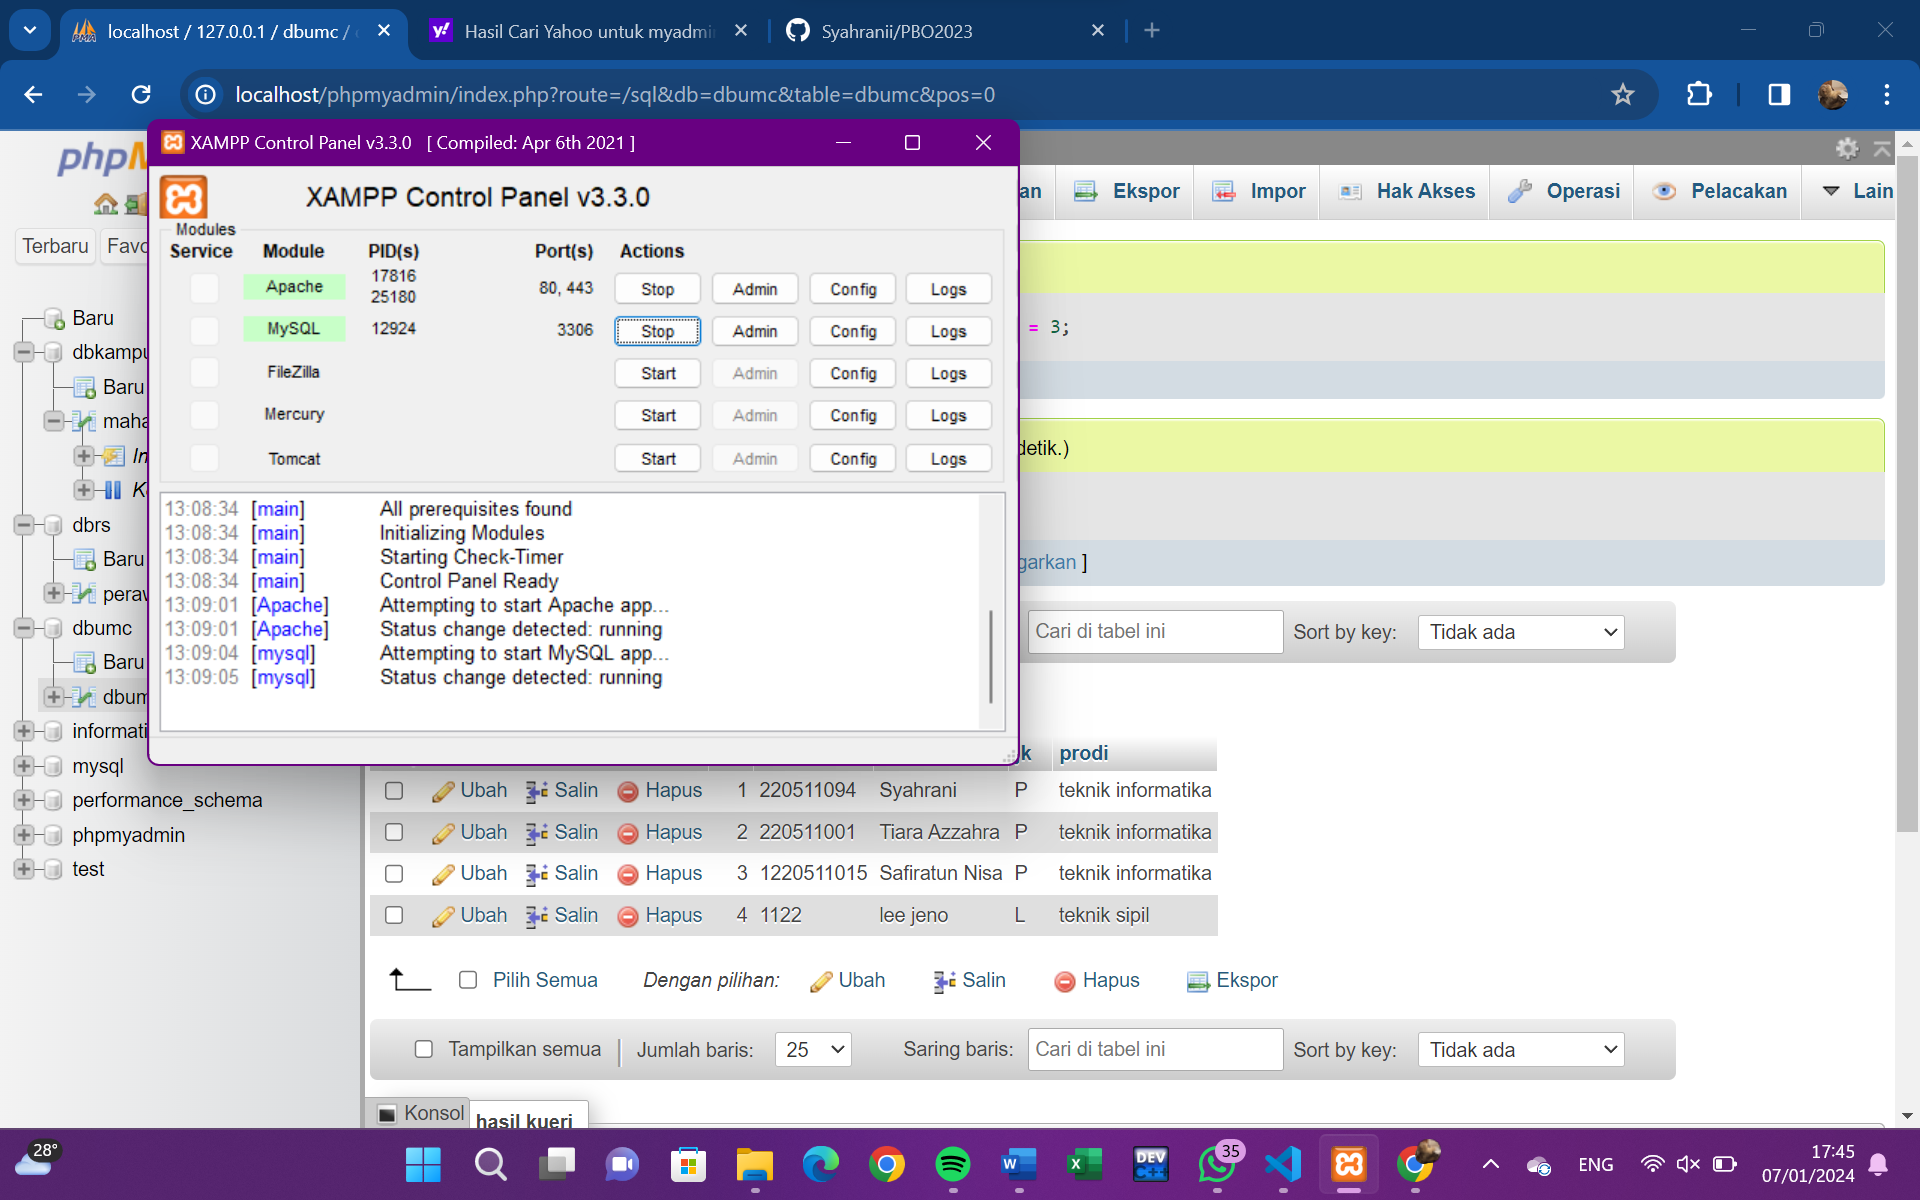 localhost / 127.0.0.1 / dbumc /
Hasil Cari Yahoo untuk myadmi
Syahranii/PBO2023
localhost/phpmyadmin/index.php?route=/sql&db=dbumc&table=dbumc&pos=0
XAMPP Control Panel v3.3.0 [ Compiled: Apr 6th 2021 ]
Ekspor Impor Hak Akses Operasi Pelacakan Lain
XAMPP Control Panel v3.3.0
Modules
Service Module PID(s) Port(s) Actions
Apache 17816 25180 80, 443 Stop Admin Config Logs
MySQL 12924 3306 Stop Admin Config Logs
FileZilla Start Admin Config Logs
Mercury Start Admin Config Logs
Tomcat Start Admin Config Logs
13:08:34 [main] All prerequisites found
13:08:34 [main] Initializing Modules
13:08:34 [main] Starting Check-Timer
13:08:34 [main] Control Panel Ready
13:09:01 [Apache] Attempting to start Apache app...
13:09:01 [Apache] Status change detected: running
13:09:04 [mysql] Attempting to start MySQL app...
13:09:05 [mysql] Status change detected: running
phpM
Terbaru Favo
Baru
dbkampu
Baru
maha
In
K
dbrs
Baru
peraw
dbumc
Baru
dbum
informati
mysql
performance_schema
phpmyadmin
test
= 3;
detik.)
garkan ]
Cari di tabel ini Sort by key: Tidak ada
k prodi
Ubah Salin Hapus 1 220511094 Syahrani P teknik informatika
Ubah Salin Hapus 2 220511001 Tiara Azzahra P teknik informatika
Ubah Salin Hapus 3 1220511015 Safiratun Nisa P teknik informatika
Ubah Salin Hapus 4 1122 lee jeno L teknik sipil
Pilih Semua Dengan pilihan: Ubah Salin Hapus Ekspor
Tampilkan semua Jumlah baris: 25 Saring baris: Cari di tabel ini Sort by key: Tidak ada
Konsol hasil kueri
28°
DEV C++
35
ENG
17:45
07/01/2024